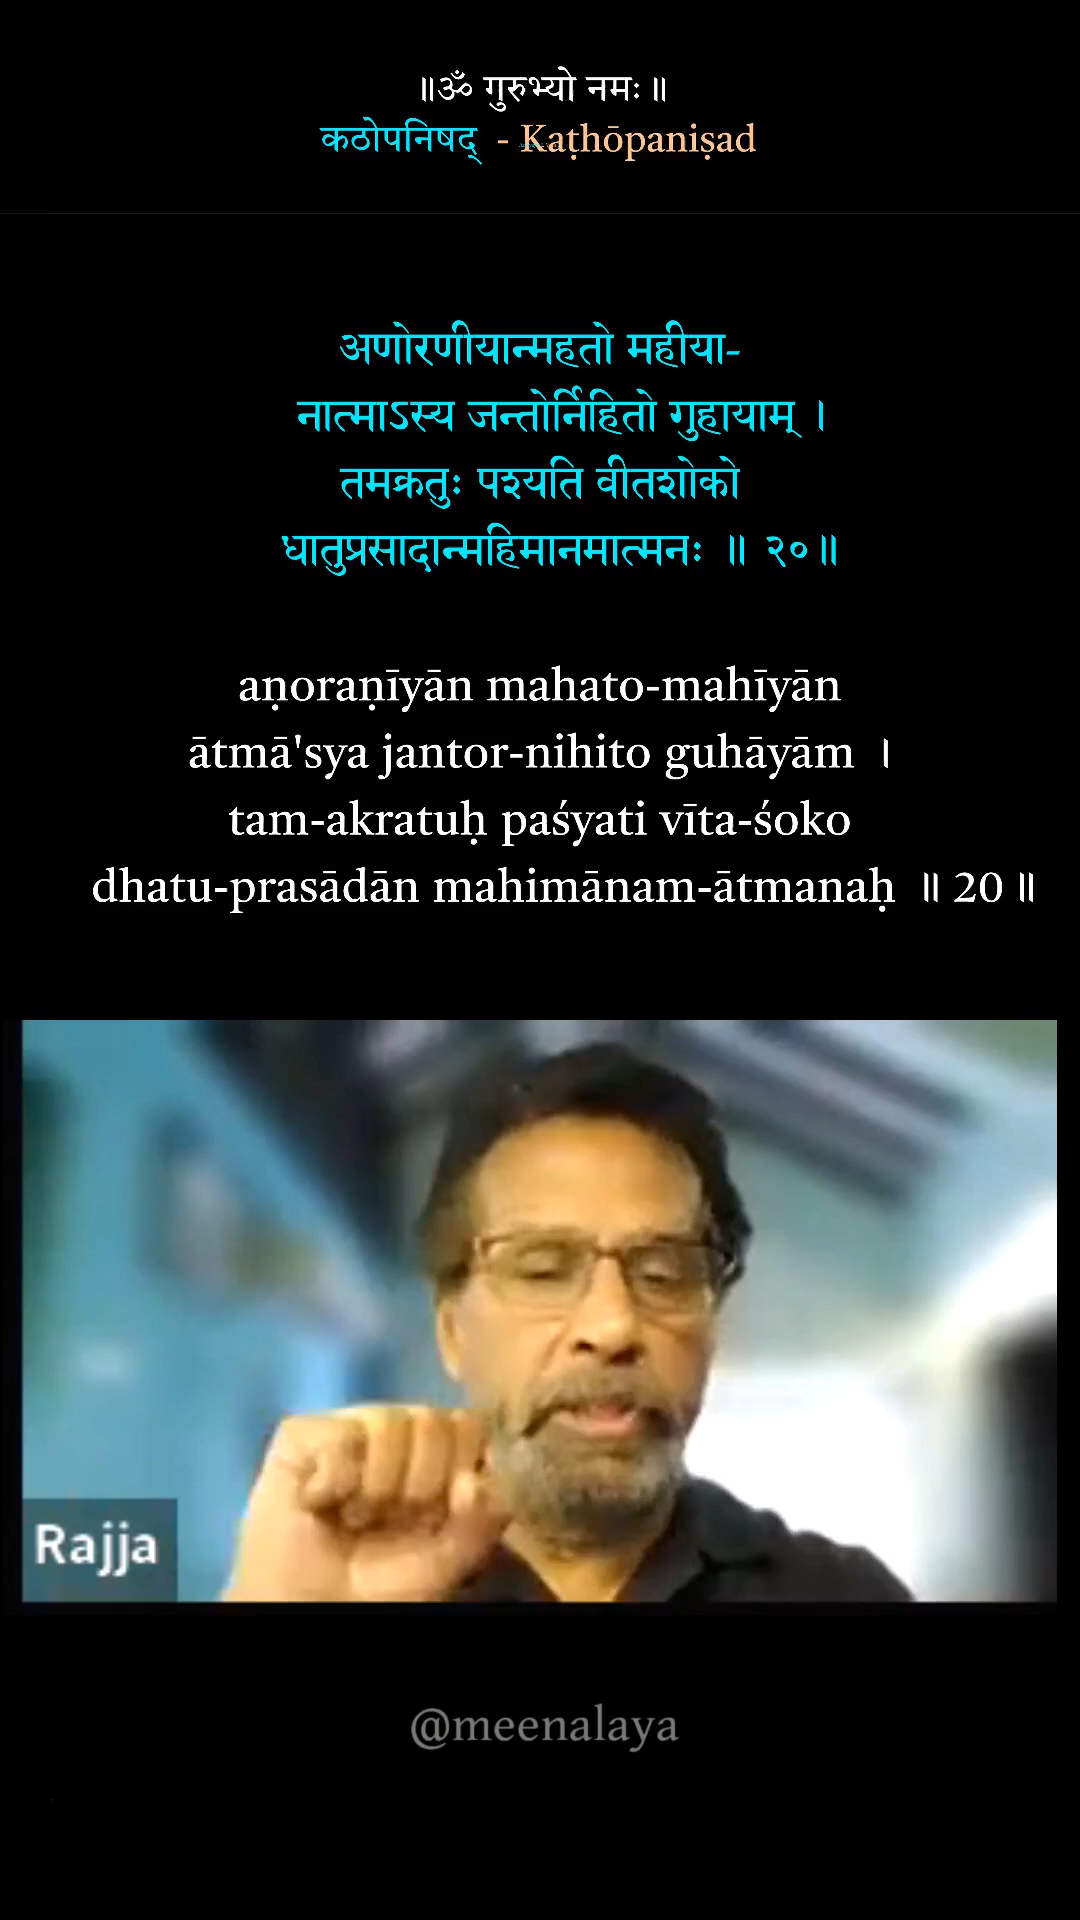 ॥ॐ गुरुभ्यो नमः॥
कठोपनिषद् - Kaṭhōpaniṣad
अणोरणीयान्महतो महीया-
नात्माऽस्य जन्तोर्निहितो गुहायाम् ।
तमक्रतुः पश्यति वीतशोको
धातुप्रसादान्महिमानमात्मनः ॥ २०॥
aṇoraṇīyān mahato-mahīyān
ātmā'sya jantor-nihito guhāyām ।
tam-akratuḥ paśyati vīta-śoko
dhatu-prasādān mahimānam-ātmanaḥ ॥ 20॥
Rajja
@meenalaya